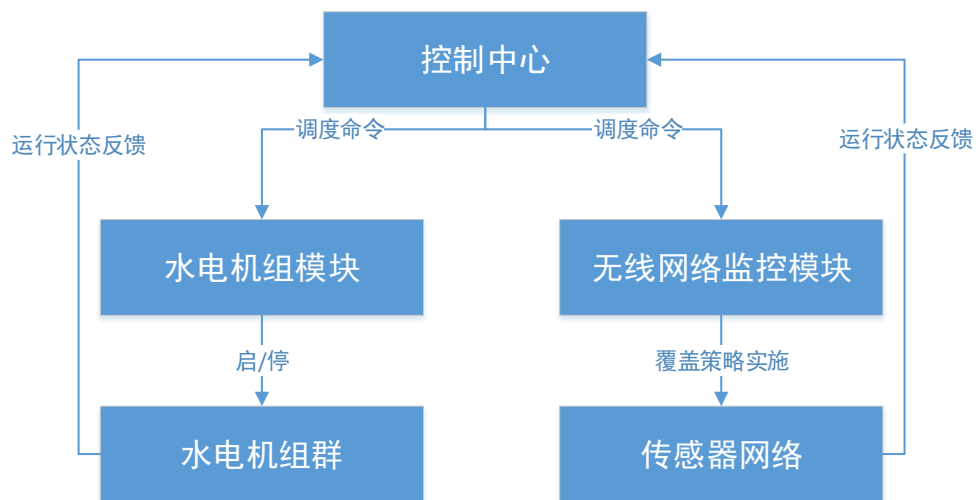 控制中心
调度命令
调度命令
运行状态反馈
运行状态反馈
水电机组模块
无线网络监控模块
启/停
覆盖策略实施
水电机组群
传感器网络